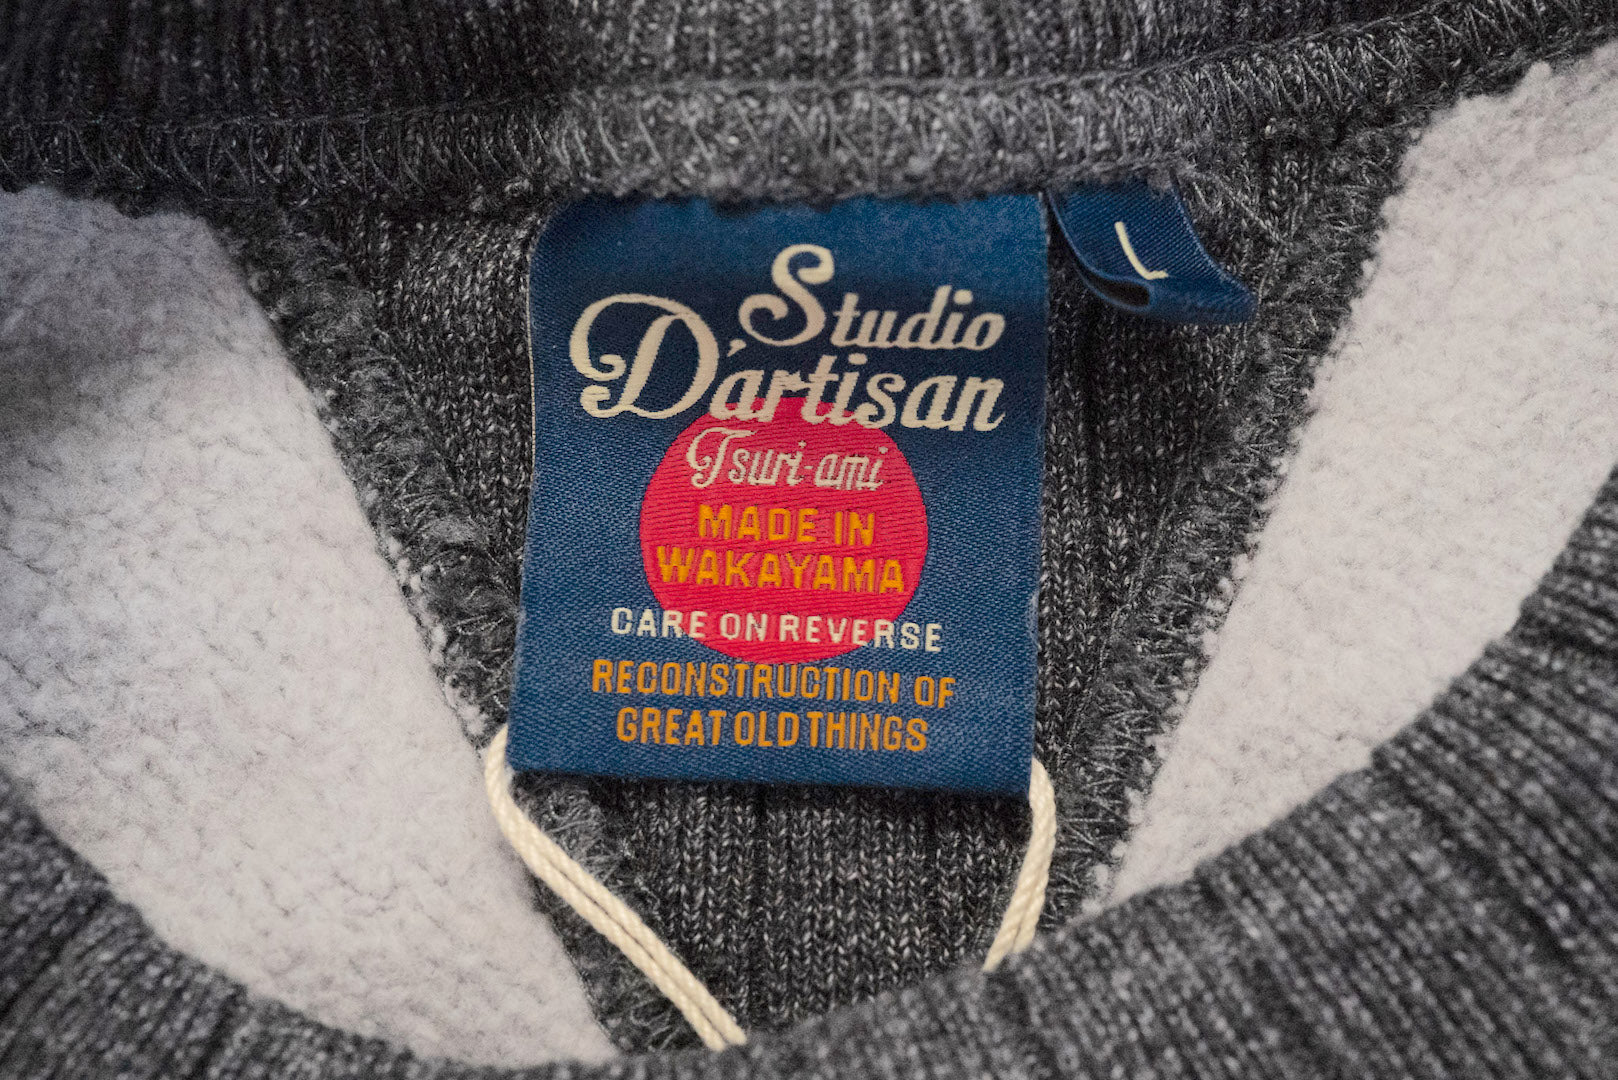 Studio
D'artisan
Tsuri-ami
MADE IN
WAKAYAMA
CARE ON REVERSE
RECONSTRUCTION OF
GREAT OLD THINGS
L